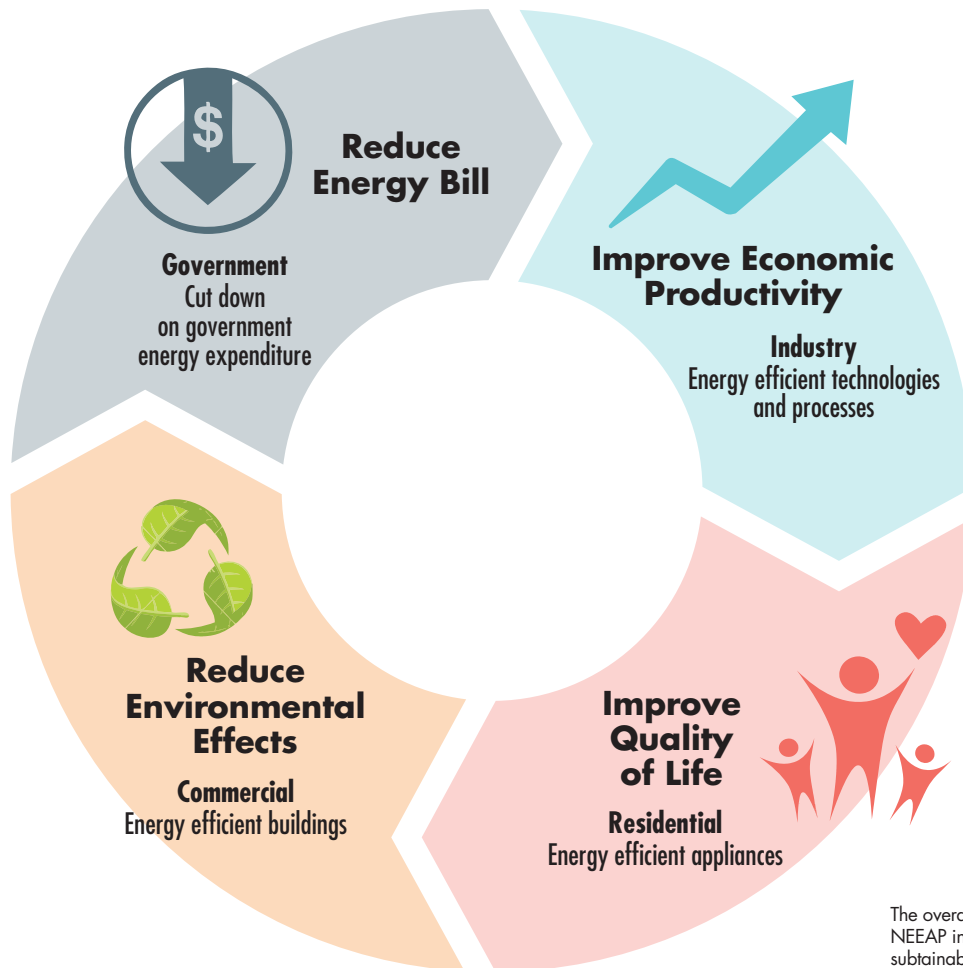 $
Reduce
Energy Bill
Government
Cut down
on government
energy expenditure
Improve Economic
Productivity
Industry
Energy efficient technologies
and processes
Improve
Quality
of Life
Residential
Energy efficient appliances
Reduce
Environmental
Effects
Commercial
Energy efficient buildings
The
NEEAP
subtainab